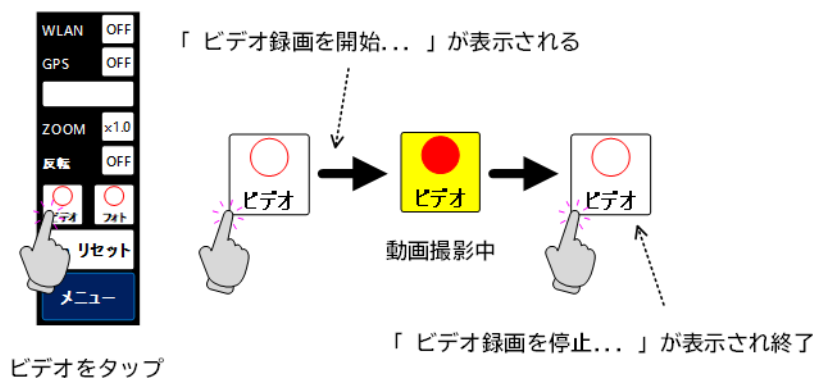 WLAN OFF
GPS OFF
ZOOM ×1.0
反転 OFF
ビデオ フォト
リセット
メニュー
ビデオをタップ
「 ビデオ録画を開始... 」が表示される
ビデオ
ビデオ
動画撮影中
ビデオ
「 ビデオ録画を停止... 」が表示され終了